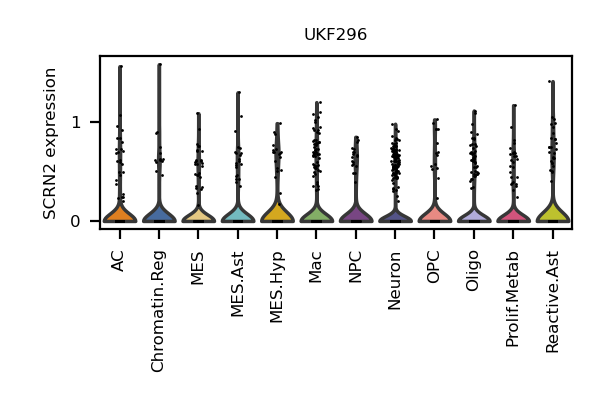 UKF296
SCRN2 expression
1
0
AC
Chromatin.Reg
MES
MES.Ast
MES.Hyp
Mac
NPC
Neuron
OPC
Oligo
Prolif.Metab
Reactive.Ast